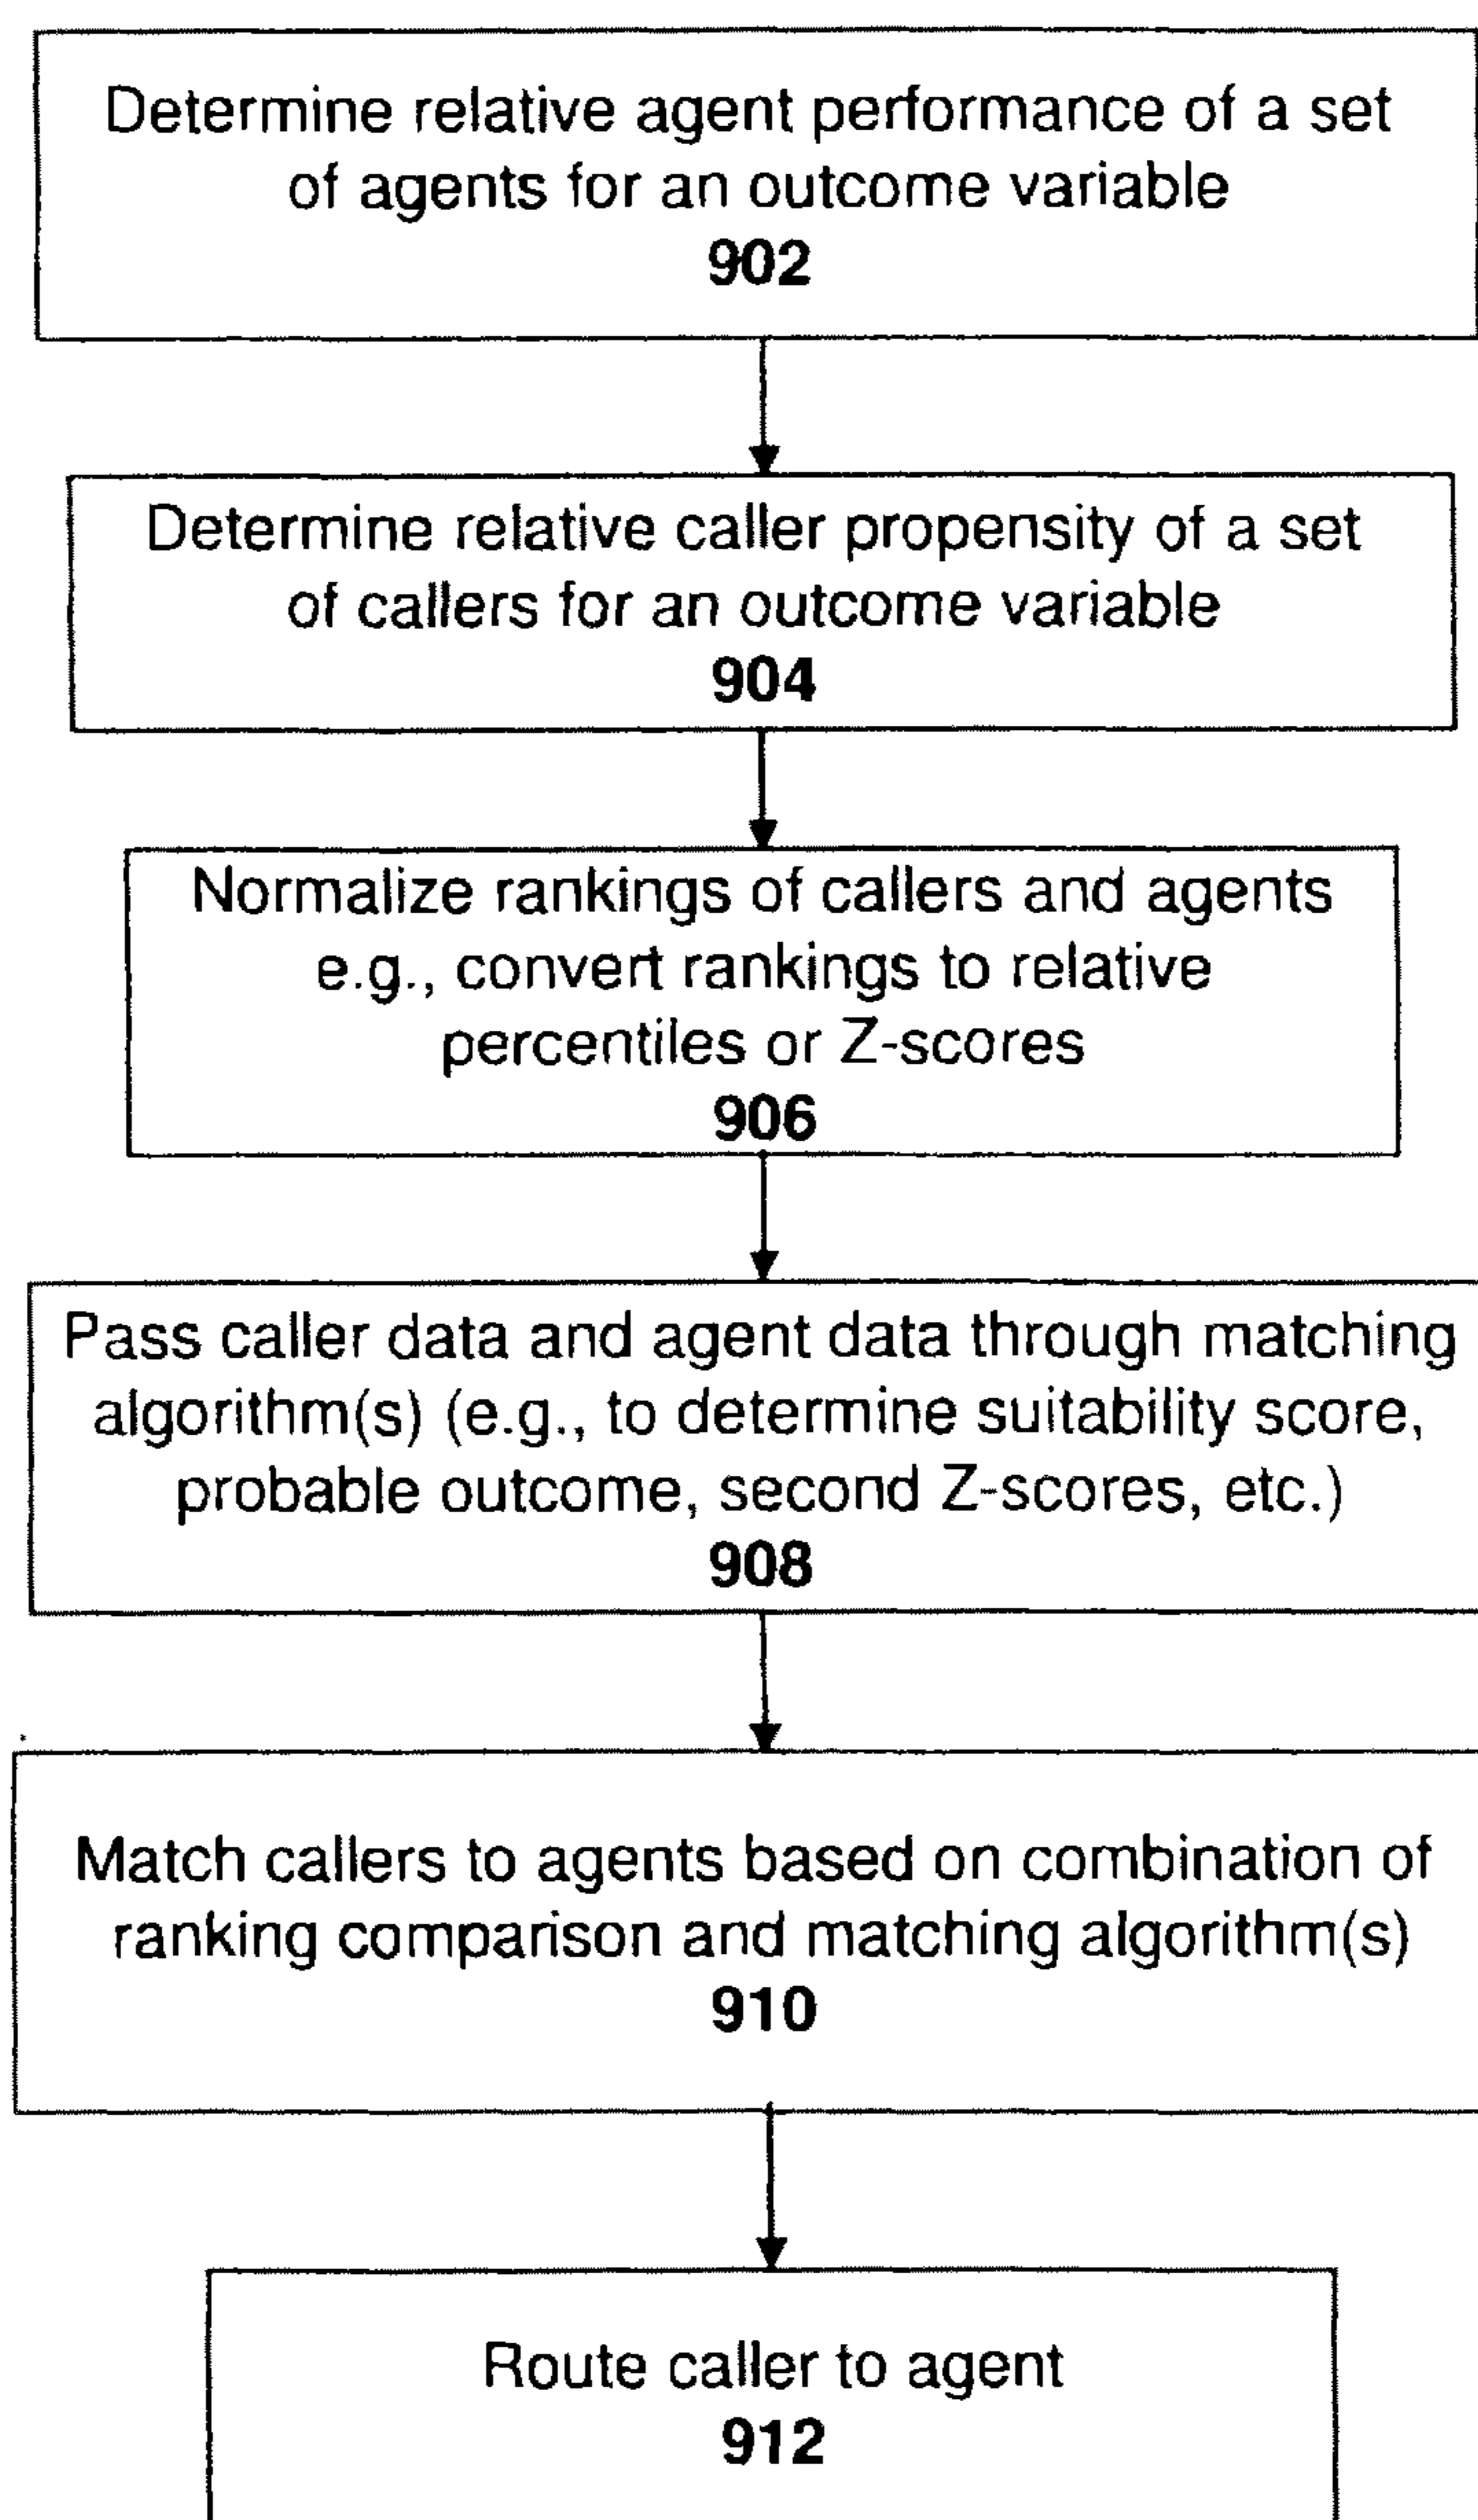 Determine relative agent performance of a set
of agents for an outcome variable
902
Determine relative caller propensity of a set
of callers for an outcome variable
904
Normalize rankings of callers and agents
e.g., convert rankings to relative
percentiles or Z-scores
906
Pass caller data and agent data through matching
algorithm(s) (e.g., to determine suitability score,
probable outcome, second Z-scores, etc.)
908
Match callers to agents based on combination of
ranking comparison and matching algorithm(s)
910
Route caller to agent
912